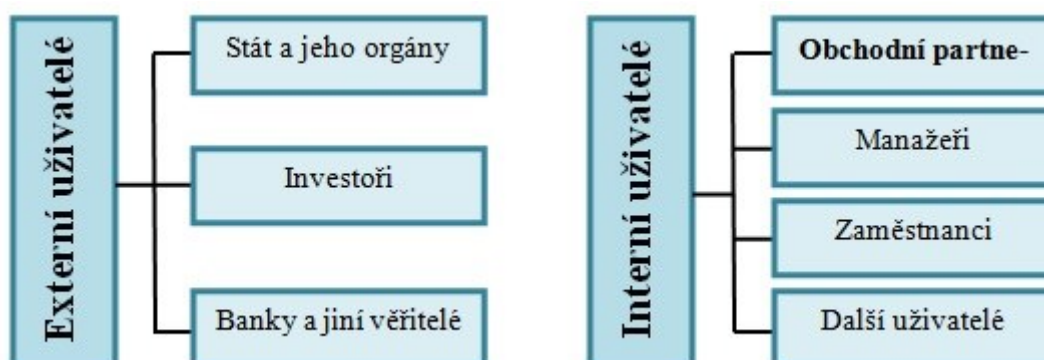 Externí uživatelé
Stát a jeho orgány
Investoři
Banky a jiní věřitelé
Interní uživatelé
Obchodní partne-
Manažeři
Zaměstnanci
Další uživatelé